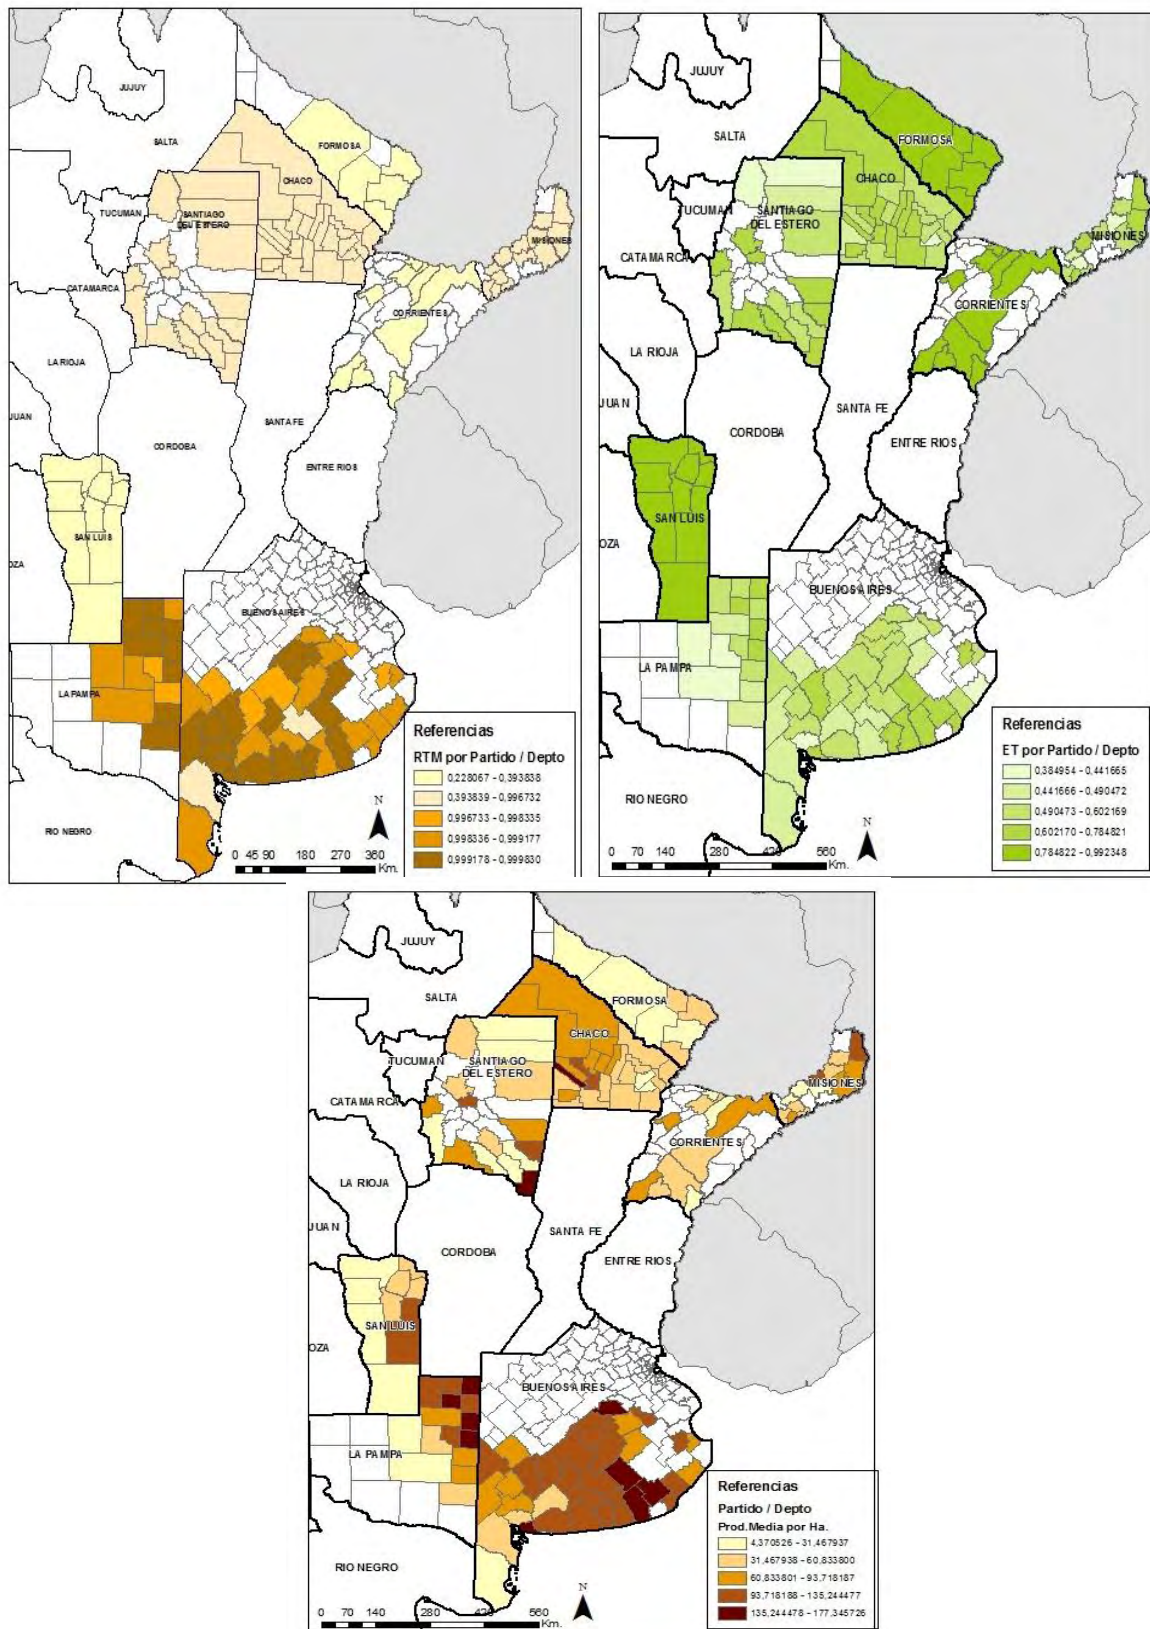 JUJUY
SALTA
FORMOSA
CHACO
TUCUMAN
SANTIAGO
DEL ESTERO
MISIONES
CATAMARCA
CORRIENTES
LA RIOJA
JUAN
SANTA FE
CORDOBA
ENTRE RIOS
SAN LUIS
OZA
BUENOS AIRES
LA PAMPA
RIO NEGRO
Referencias
RTM por Partido / Depto
0,228067 - 0,393838
0,393839 - 0,996732
0,996733 - 0,998335
0,998336 - 0,999177
0,999178 - 0,999830
N
0 45 90 180 270 360
Km.
JUJUY
SALTA
FORMOSA
CHACO
TUCUMAN
SANTIAGO
DEL ESTERO
MISIONES
CATAMARCA
CORRIENTES
LA RIOJA
JUAN
SANTA FE
CORDOBA
ENTRE RIOS
SAN LUIS
OZA
BUENOS AIRES
LA PAMPA
RIO NEGRO
Referencias
ET por Partido / Depto
0,384954 - 0,441665
0,441666 - 0,490472
0,490473 - 0,602169
0,602170 - 0,784821
0,784822 - 0,992348
N
0 70 140 280 420 560
Km.
JUJUY
SALTA
FORMOSA
CHACO
TUCUMAN
SANTIAGO
DEL ESTERO
MISIONES
CATAMARCA
CORRIENTES
LA RIOJA
JUAN
SANTA FE
CORDOBA
ENTRE RIOS
SAN LUIS
OZA
BUENOS AIRES
LA PAMPA
RIO NEGRO
Referencias
Partido / Depto
Prod.Media por Ha.
4,370526 - 31,467937
31,467938 - 60,833800
60,833801 - 93,718187
93,718188 - 135,244477
135,244478 - 177,345726
N
0 70 140 280 420 560
Km.